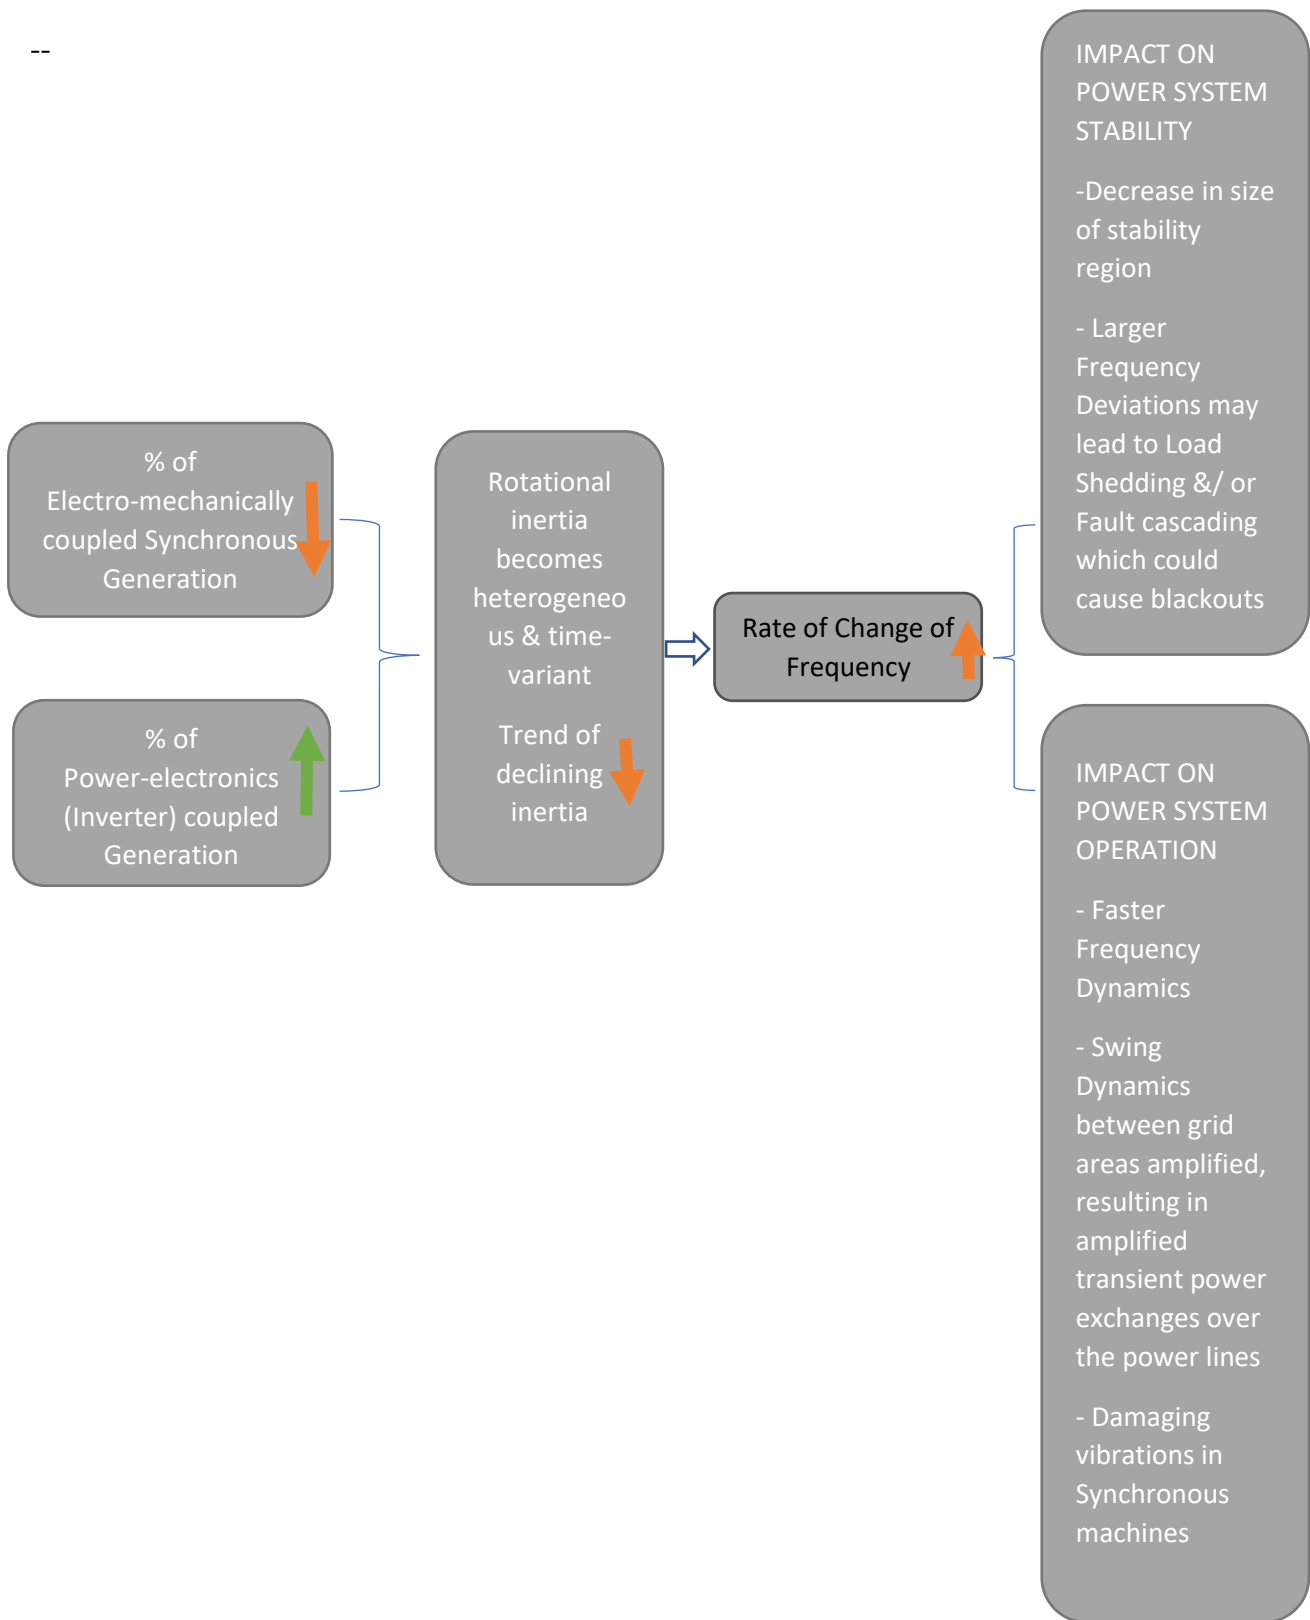 --
% of
Electro-mechanically
coupled Synchronous
Generation
% of
Power-electronics
(Inverter) coupled
Generation
Rotational
inertia
becomes
heterogeneo
us & time-
variant
Trend of
declining
inertia
Rate of Change of
Frequency
IMPACT ON
POWER SYSTEM
STABILITY
-Decrease in size
of stability
region
- Larger
Frequency
Deviations may
lead to Load
Shedding &/ or
Fault cascading
which could
cause blackouts
IMPACT ON
POWER SYSTEM
OPERATION
- Faster
Frequency
Dynamics
- Swing
Dynamics
between grid
areas amplified,
resulting in
amplified
transient power
exchanges over
the power lines
- Damaging
vibrations in
Synchronous
machines